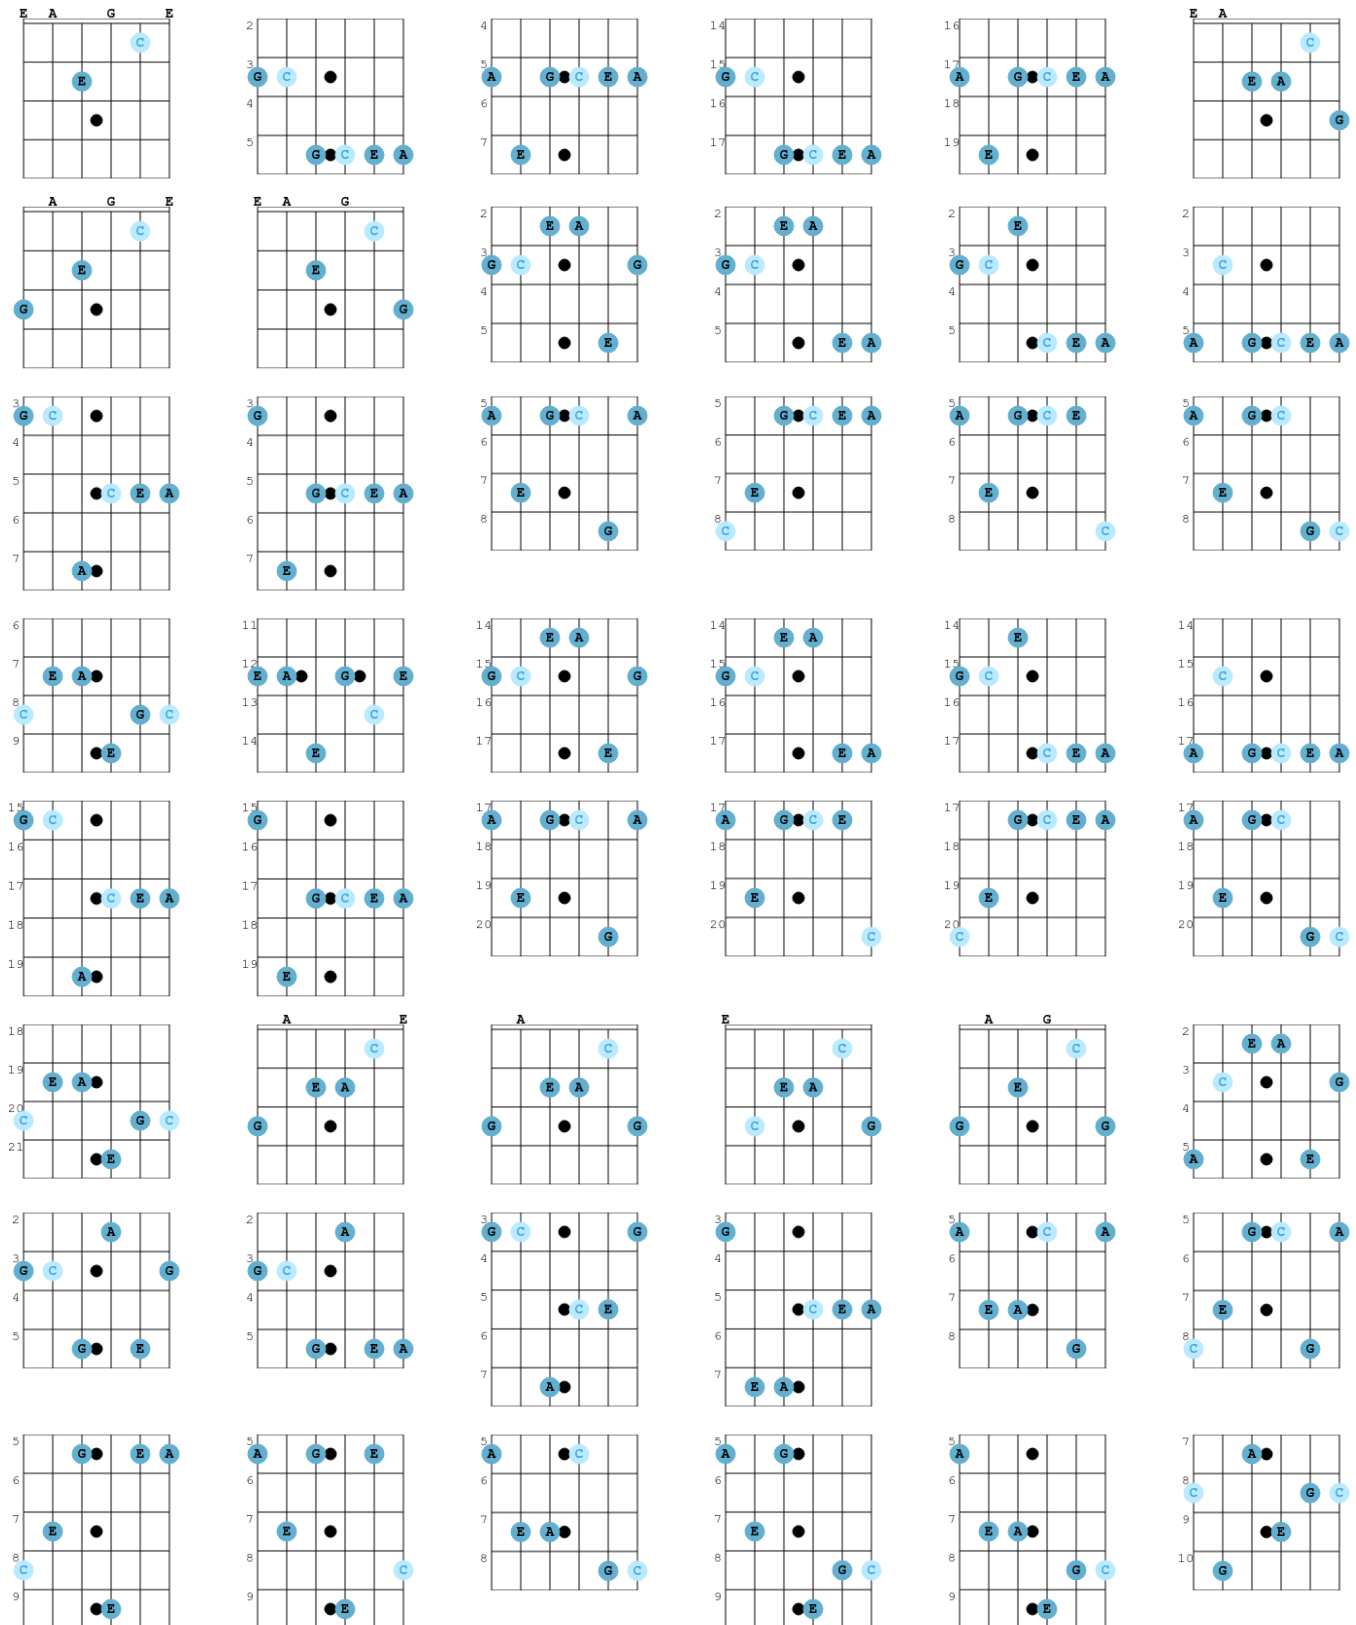 E A G E
C
E
2
3 G C
4
5 G C E A
4
5 A G C E A
6
7 E
14
15 G C
16
17 G C E A
16
17 A G C E A
18
19 E
E A
C
E A
G
A G E
C
E
G
E A G
C
E
G
2 E A
3 G C G
4
5 E
2 E A
3 G C
4
5 E A
2 E
3 G C
4
5 C E A
2
3 C
4
5 A G C E A
3 G C
4
5 C E A
6
7 A
3 G
4
5 G C E A
6
7 E
5 A G C A
6
7 E
8 G
5 G C E A
6
7 E
8 C
5 A G C E
6
7 E
8 C
5 A G C
6
7 E
8 G C
6
7 E A
8 C G C
9 E
11
12 E A G E
13 C
14 E
14 E A
15 G C G
16
17 E
14 E A
15 G C
16
17 E A
14 E
15 G C
16
17 C E A
14
15 C
16
17 A G C E A
15 G C
16
17 C E A
18
19 A
15 G
16
17 G C E A
18
19 E
17 A G C A
18
19 E
20 G
17 A G C E
18
19 E
20 C
17 G C E A
18
19 E
20 C
17 A G C
18
19 E
20 G C
18
19 E A
20 C G C
21 E
A E
C
E A
G
A
C
E A
G G
E
C
E A
C G
A G
C
E
G G
2 E A
3 C G
4
5 A E
2 A
3 G C G
4
5 G E
2 A
3 G C
4
5 G E A
3 G C G
4
5 C E
6
7 A
3 G
4
5 C E A
6
7 E A
5 A C A
6
7 E A
8 G
5 G C A
6
7 E
8 C G
5 G E A
6
7 E
8 C
9 E
5 A G E
6
7 E
8 C
9 E
5 A C
6
7 E A
8 G C
5 A G
6
7 E
8 G C
9 E
5 A
6
7 E A
8 G C
9 E
7 A
8 C G C
9 E
10 G